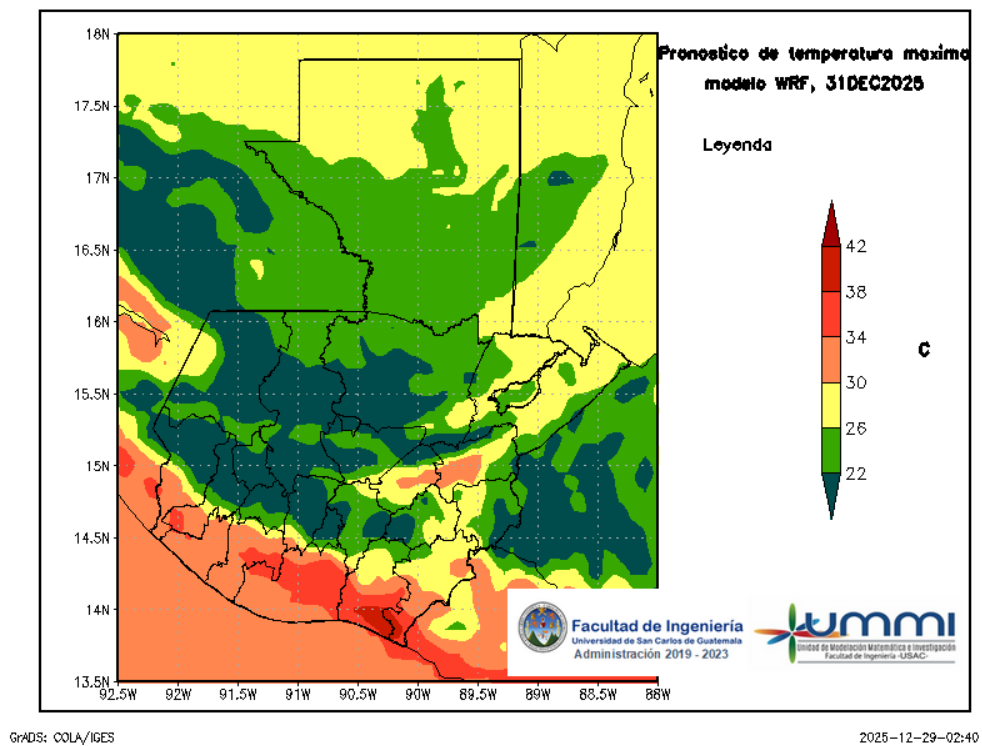 Pronostico de temperatura maxima
modelo WRF, 31DEC2025
Leyenda
42
38
34
30
26
22
C
18N
17.5N
17N
16.5N
16N
15.5N
15N
14.5N
14N
13.5N
92.5W
92W
91.5W
91W
90.5W
90W
89.5W
89W
88.5W
88W
Facultad de Ingeniería
Universidad de San Carlos de Guatemala
Administración 2019 - 2023
ummi
Unidad de Modelación Matemática e Investigación
Facultad de Ingeniería -USAC-
GrADS: COLA/IGES
2025-12-29-02:40